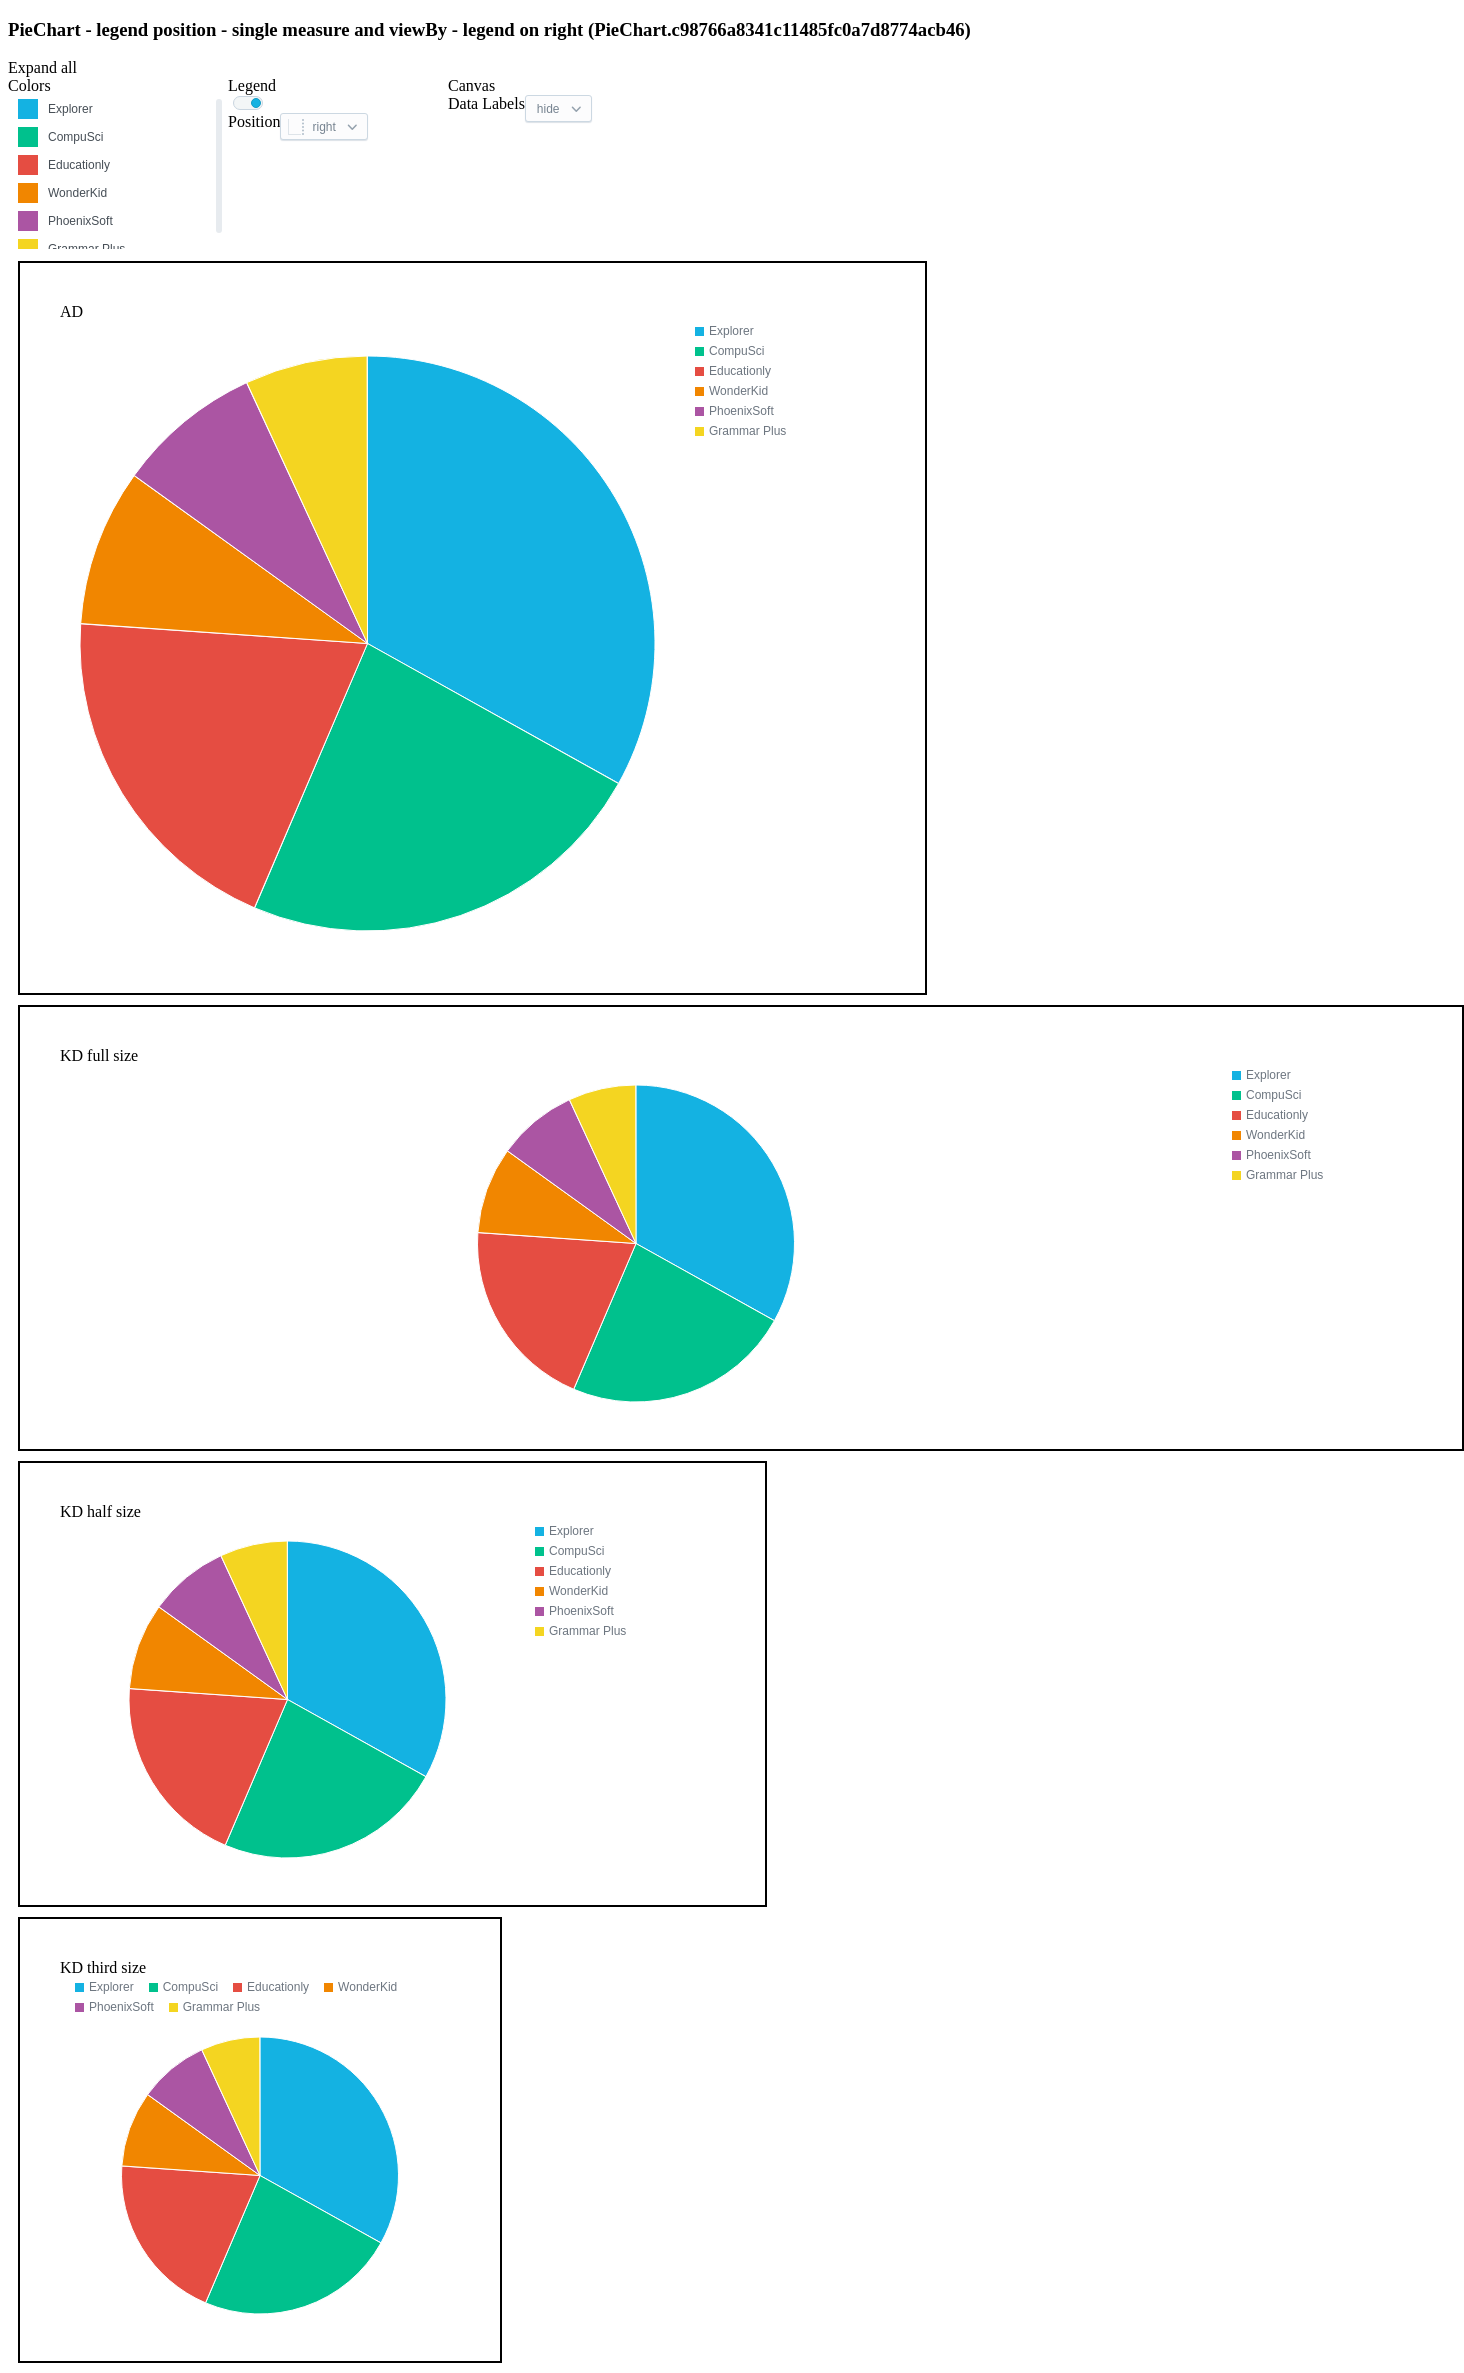 PieChart - legend position - single measure and viewBy - legend on right (PieChart.c98766a8341c11485fc0a7d8774acb46)
Expand all
Colors
Explorer
CompuSci
Educationly
WonderKid
PhoenixSoft
Grammar Plus
Legend
Position right
Canvas
Data Labels hide
AD
Explorer
CompuSci
Educationly
WonderKid
PhoenixSoft
Grammar Plus
KD full size
Explorer
CompuSci
Educationly
WonderKid
PhoenixSoft
Grammar Plus
KD half size
Explorer
CompuSci
Educationly
WonderKid
PhoenixSoft
Grammar Plus
KD third size
Explorer CompuSci Educationly WonderKid
PhoenixSoft Grammar Plus